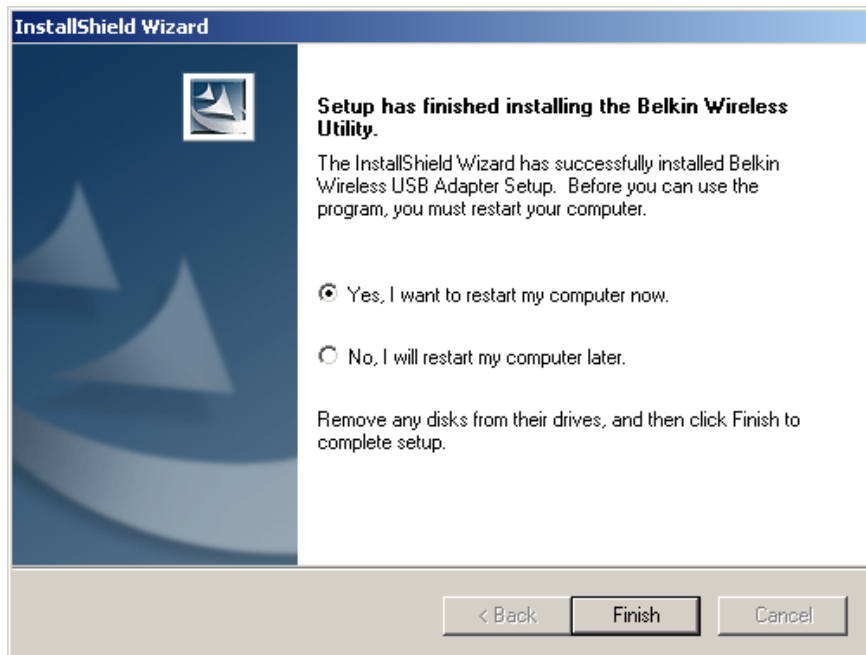 InstallShield Wizard
Setup has finished installing the Belkin Wireless
Utility.
The InstallShield Wizard has successfully installed Belkin
Wireless USB Adapter Setup.  Before you can use the
program, you must restart your computer.
Yes, I want to restart my computer now.
No, I will restart my computer later.
Remove any disks from their drives, and then click Finish to
complete setup.
< Back
Finish
Cancel